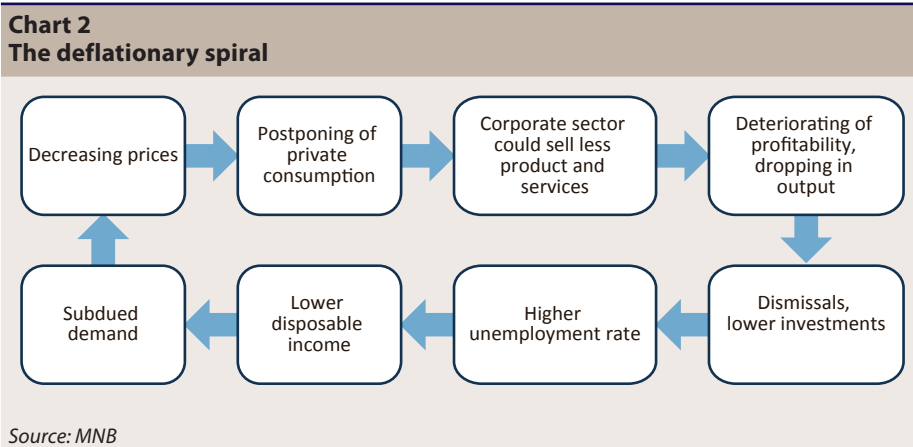 Chart 2
The deflationary spiral
Decreasing prices
Postponing of
private
consumption
Corporate sector
could sell less
product and
services
Deteriorating of
profitability,
dropping in
output
Subdued
demand
Lower
disposable
income
Higher
unemployment rate
Dismissals,
lower investments
Source: MNB